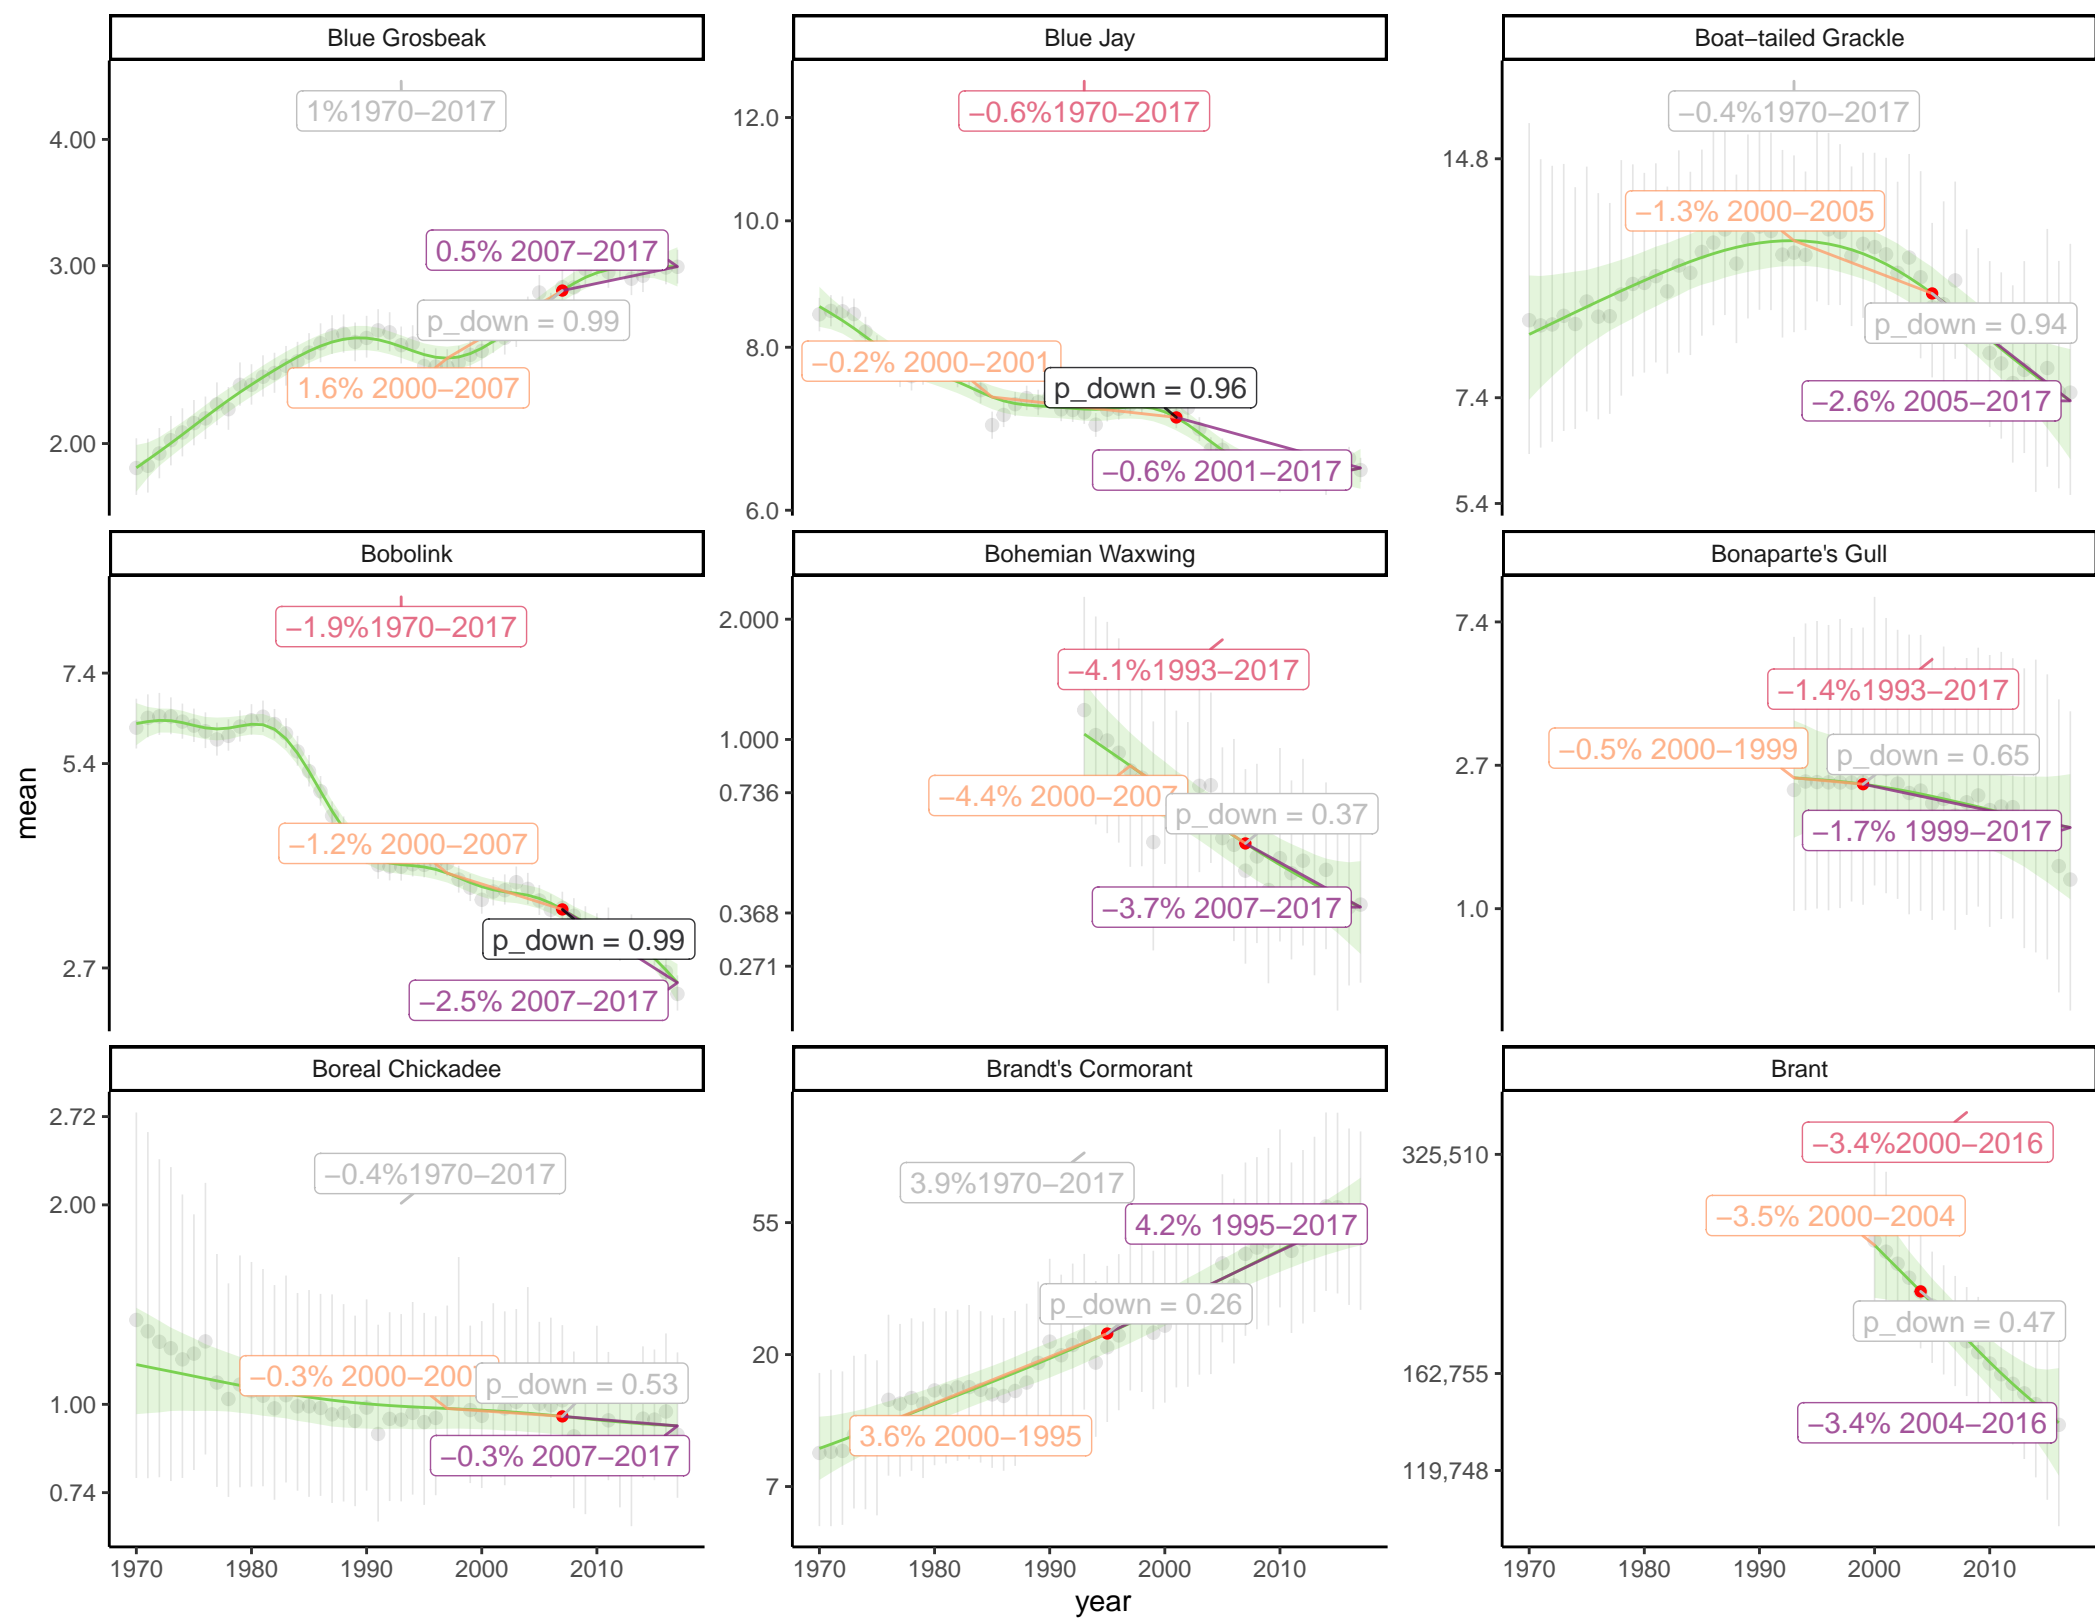 Blue Grosbeak
1%1970−2017
4.00
0.5% 2007−2017
3.00
p_down = 0.99
1.6% 2000−2007
2.00
Blue Jay
−0.6%1970−2017
12.0
10.0
8.0
−0.2% 2000−2001
p_down = 0.96
−0.6% 2001−2017
6.0
Boat−tailed Grackle
−0.4%1970−2017
14.8
−1.3% 2000−2005
p_down = 0.94
7.4
−2.6% 2005−2017
5.4
Bobolink
−1.9%1970−2017
7.4
5.4
−1.2% 2000−2007
p_down = 0.99
2.7
−2.5% 2007−2017
Bohemian Waxwing
2.000
−4.1%1993−2017
1.000
0.736
−4.4% 2000−2007
p_down = 0.37
0.368
−3.7% 2007−2017
0.271
Bonaparte's Gull
7.4
−1.4%1993−2017
−0.5% 2000−1999
p_down = 0.65
2.7
−1.7% 1999−2017
1.0
mean
Boreal Chickadee
2.72
−0.4%1970−2017
2.00
−0.3% 2000−200
p_down = 0.53
1.00
−0.3% 2007−2017
0.74
1970 1980 1990 2000 2010
Brandt's Cormorant
3.9%1970−2017
55
4.2% 1995−2017
p_down = 0.26
20
3.6% 2000−1995
7
1970 1980 1990 2000 2010
Brant
−3.4%2000−2016
325,510
−3.5% 2000−2004
p_down = 0.47
162,755
−3.4% 2004−2016
119,748
1970 1980 1990 2000 2010
year